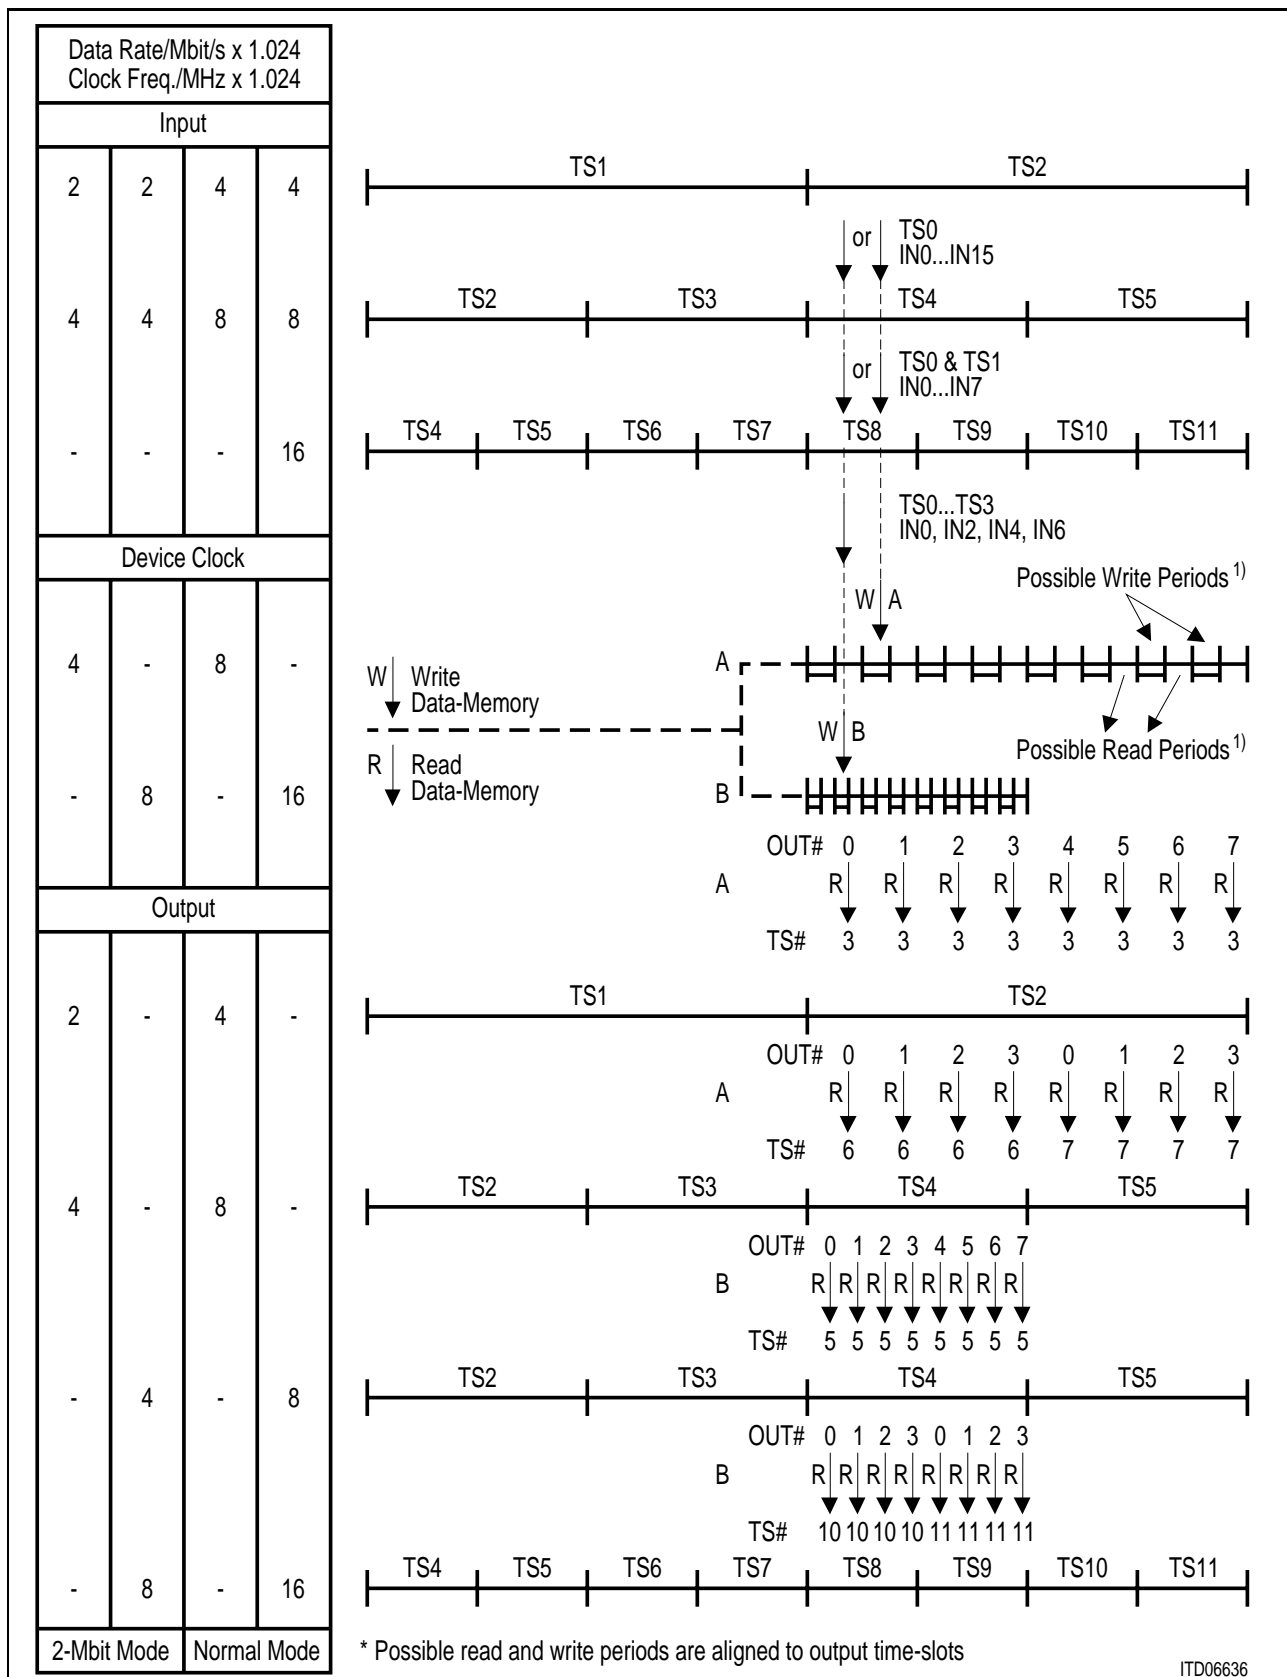 Data Rate/Mbit/s x 1.024
Clock Freq./MHz x 1.024
Input
2 2 4 4
TS1 TS2
or TS0
IN0...IN15
4 4 8 8
TS2 TS3 TS4 TS5
or TS0 & TS1
IN0...IN7
- - - 16
TS4 TS5 TS6 TS7 TS8 TS9 TS10 TS11
TS0...TS3
IN0, IN2, IN4, IN6
Device Clock
Possible Write Periods 1)
W A
4 - 8 -
A
W Write
Data-Memory
W B
Possible Read Periods 1)
R Read
Data-Memory
- 8 - 16
B
OUT# 0 1 2 3 4 5 6 7
A R R R R R R R R
TS# 3 3 3 3 3 3 3 3
Output
2 - 4 -
TS1 TS2
OUT# 0 1 2 3 0 1 2 3
A R R R R R R R R
TS# 6 6 6 6 7 7 7 7
4 - 8 -
TS2 TS3 TS4 TS5
OUT# 0 1 2 3 4 5 6 7
B R R R R R R R R
TS# 5 5 5 5 5 5 5 5
- 4 - 8
TS2 TS3 TS4 TS5
OUT# 0 1 2 3 0 1 2 3
B R R R R R R R R
TS# 10 10 10 10 11 11 11 11
- 8 - 16
TS4 TS5 TS6 TS7 TS8 TS9 TS10 TS11
2-Mbit Mode Normal Mode
* Possible read and write periods are aligned to output time-slots
ITD06636